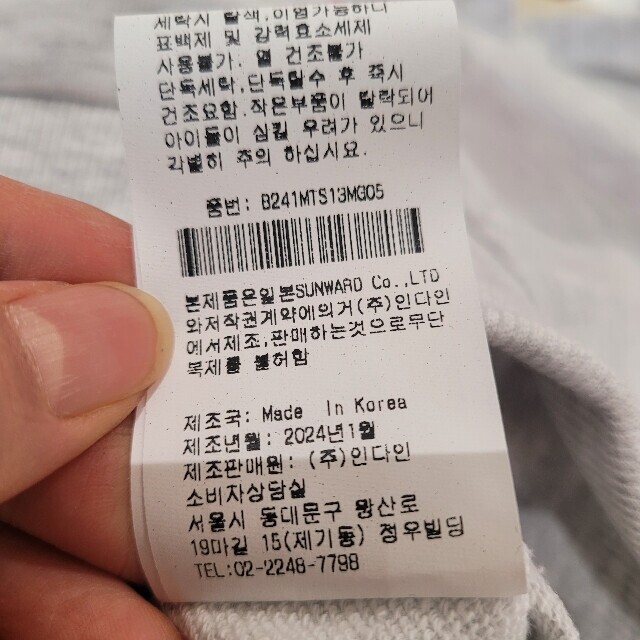 세탁시 탈색,이염가능하니
표백제 및 강력효소세제
사용불가. 열 건조불가
단독세탁,단독탈수 후 즉시
건조요함.작은부품이 탈락되어
아이들이 삼킬 우려가 있으니
각별히 주의 하십시요.
품번: B241MTS13MG05
본제품은일본SUNWARD Co.,LTD
와저작권계약에의거(주)인다인
에서제조,판매하는것으로무단
복제를 불허함
제조국: Made In Korea
제조년월: 2024년1월
제조판매원: (주)인다인
소비자상담실
서울시 동대문구 왕산로
19마길 15(제기동) 정우빌딩
TEL:02-2248-7798